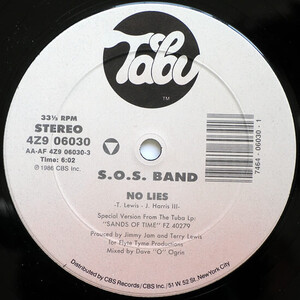 Tabu
TM
33⅓ RPM
STEREO
4Z9 06030
AA-AF 4Z9 06030-3
Time: 6:02
℗ 1986 CBS Inc.
7464 - 06030 - 1
S.O.S. BAND
NO LIES
-T. Lewis - J. Harris III-
Special Version From The Tabu Lp:
"SANDS OF TIME" FZ 40279
Produced by Jimmy Jam and Terry Lewis
for Flyte Tyme Productions
Mixed by Dave "O" Ogrin
Distributed by CBS Records/CBS Inc./51 W. 52 St. New York City